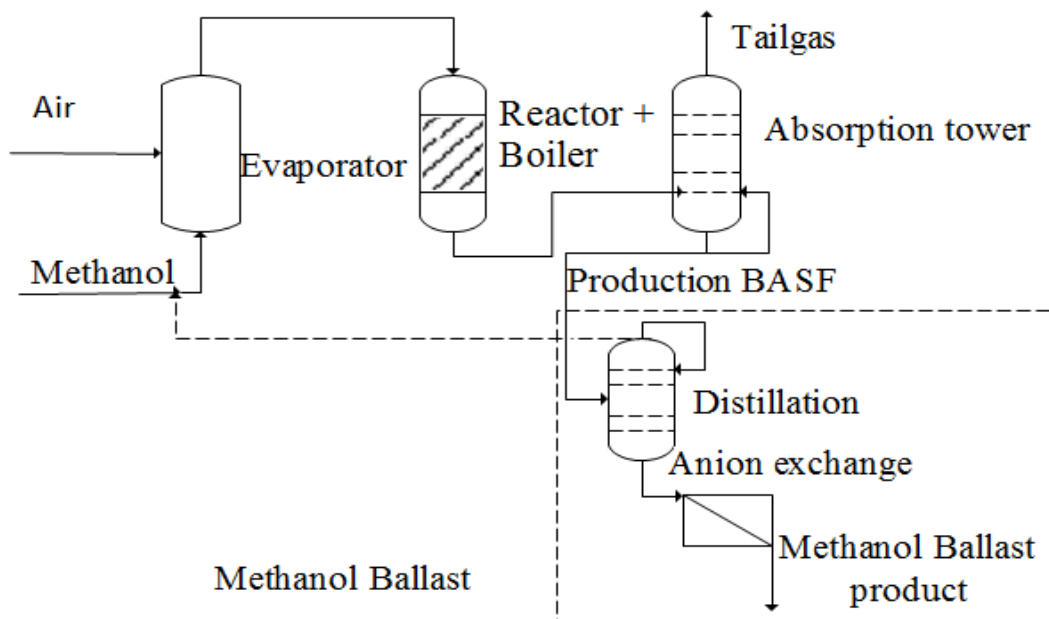 Tailgas
Air
Reactor +
Boiler
Absorption tower
Evaporator
Methanol
Production BASF
Distillation
Anion exchange
Methanol Ballast
product
Methanol Ballast